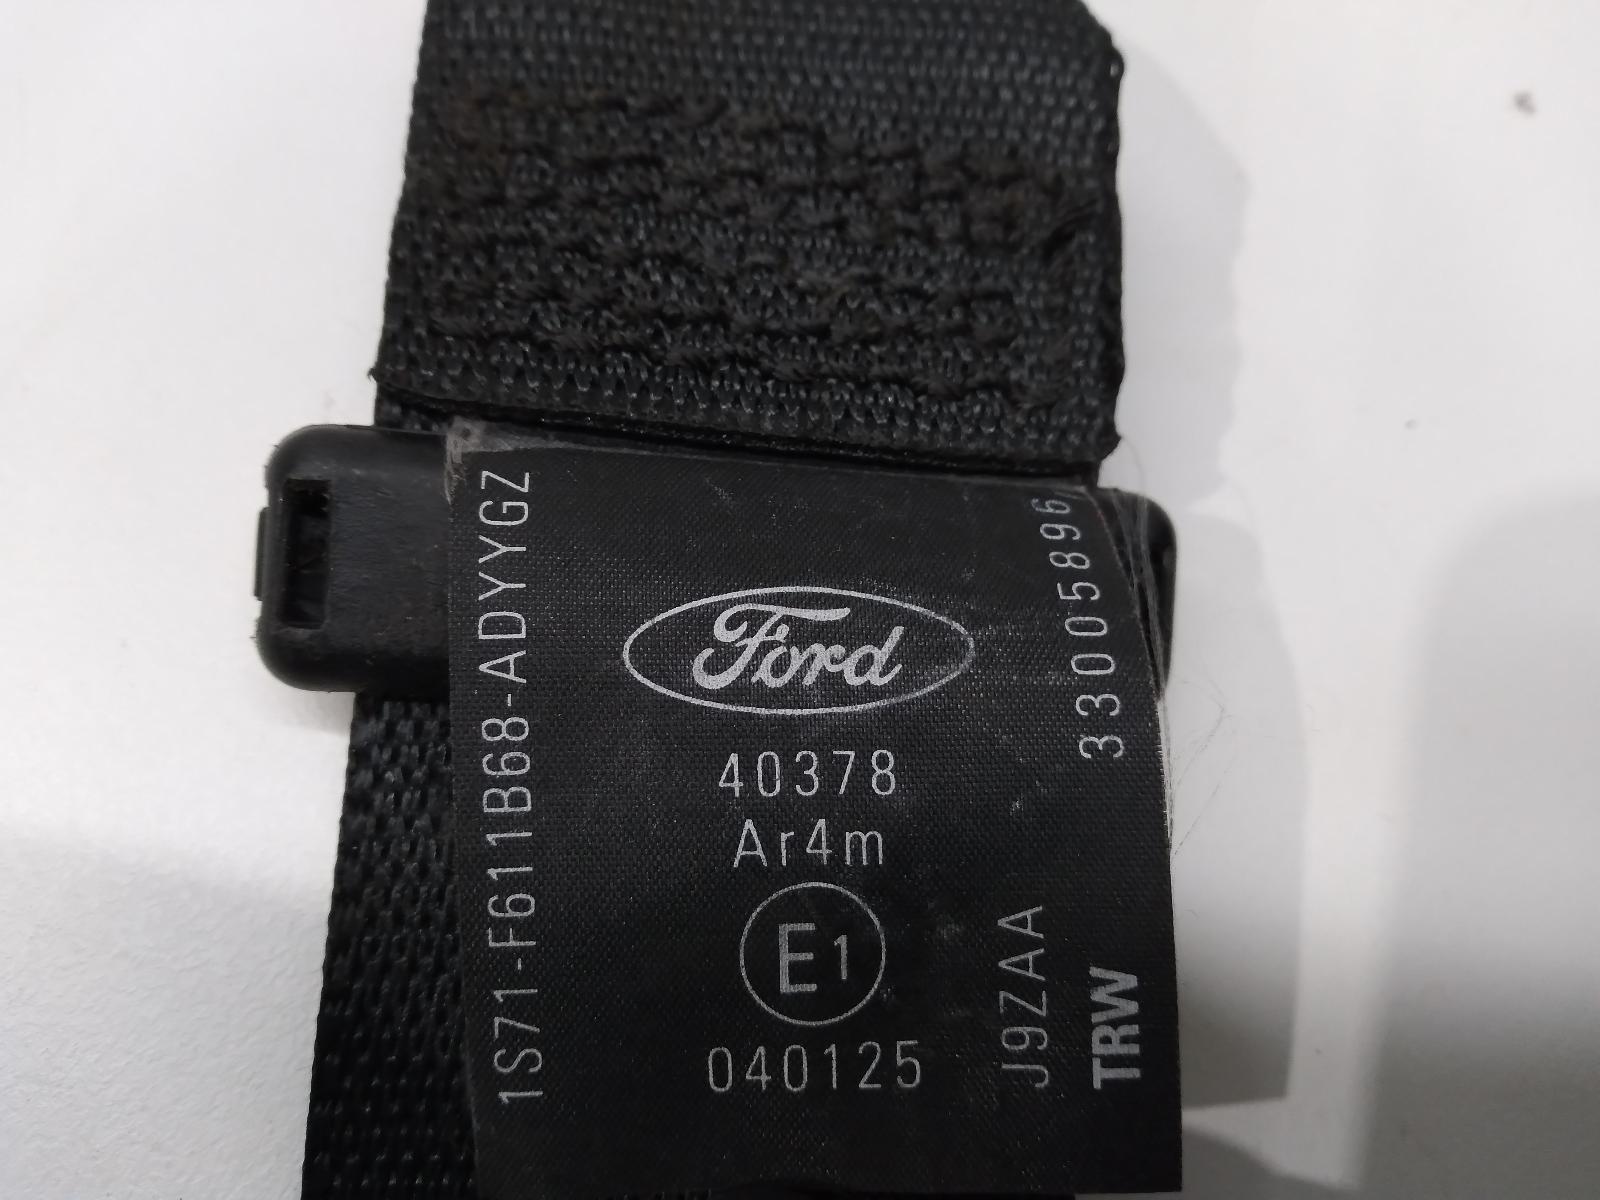 1S71-F611B68-ADYYGZ
Ford
40378
Ar4m
E1
040125
J9ZAA
TRW
33005896